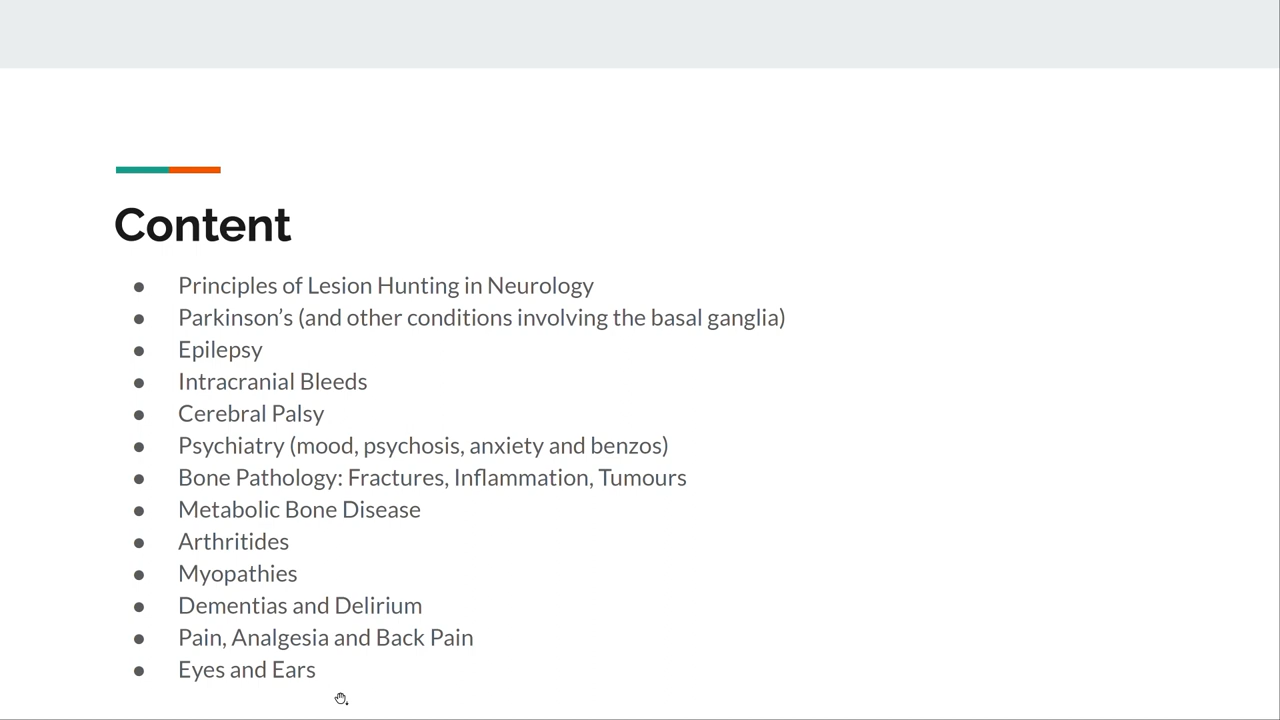 Content
● Principles of Lesion Hunting in Neurology
● Parkinson’s (and other conditions involving the basal ganglia)
● Epilepsy
● Intracranial Bleeds
● Cerebral Palsy
● Psychiatry (mood, psychosis, anxiety and benzos)
● Bone Pathology: Fractures, Inflammation, Tumours
● Metabolic Bone Disease
● Arthritides
● Myopathies
● Dementias and Delirium
● Pain, Analgesia and Back Pain
● Eyes and Ears